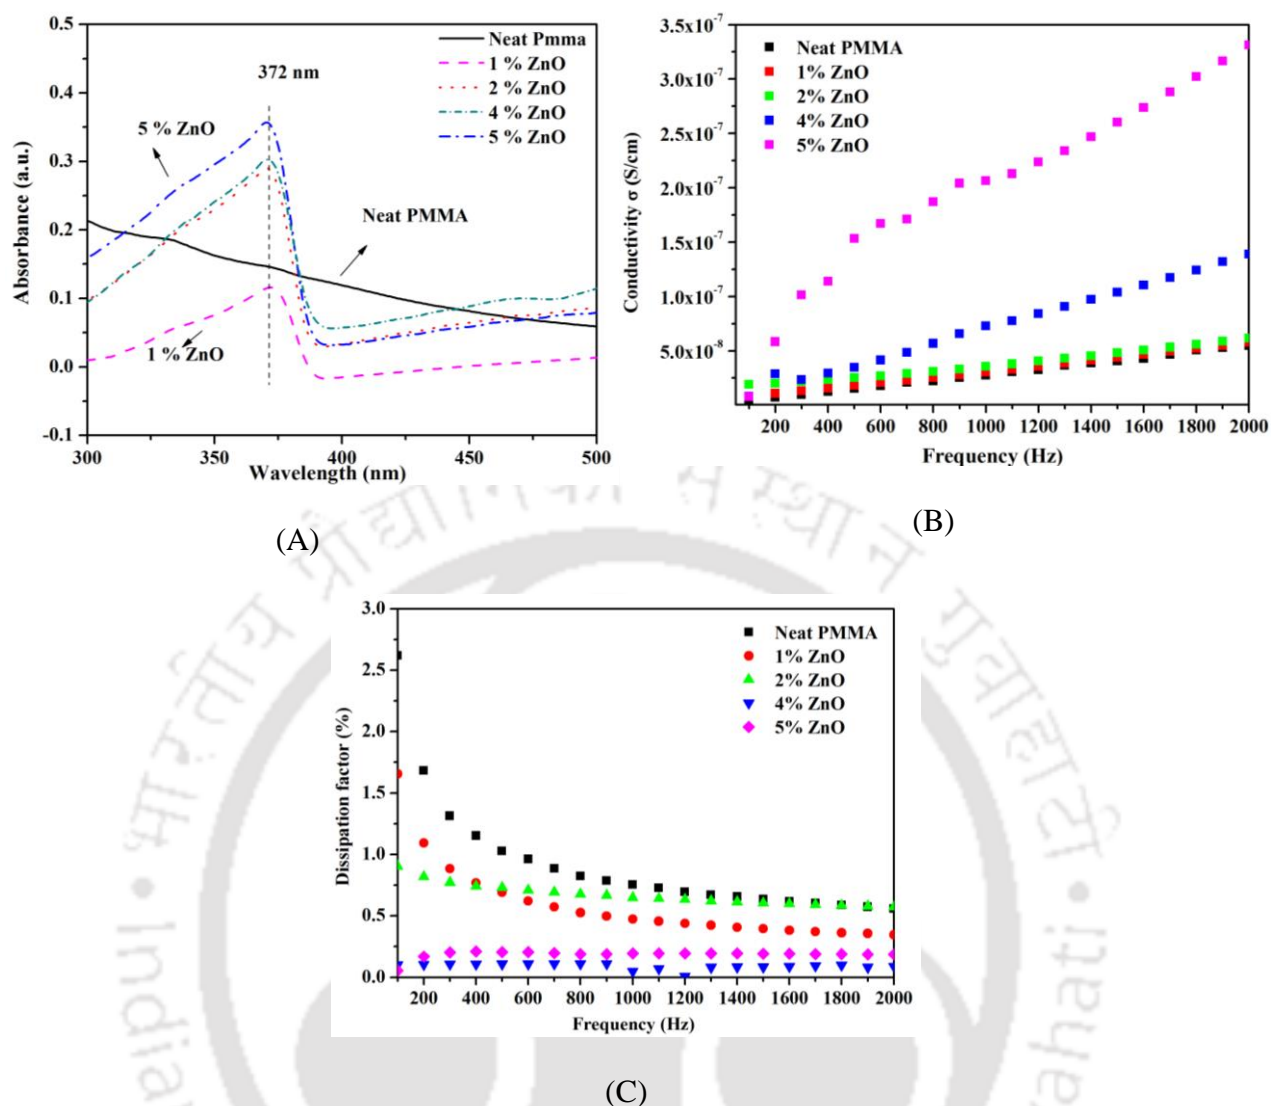 0.5
0.4
0.3
0.2
0.1
0.0
-0.1
Absorbance (a.u.)
Neat Pmma
1 % ZnO
2 % ZnO
4 % ZnO
5 % ZnO
372 nm
5 % ZnO
Neat PMMA
1 % ZnO
300 350 400 450 500
Wavelength (nm)
(A)
3.5x10⁻⁷
3.0x10⁻⁷
2.5x10⁻⁷
2.0x10⁻⁷
1.5x10⁻⁷
1.0x10⁻⁷
5.0x10⁻⁸
Conductivity σ (S/cm)
Neat PMMA
1% ZnO
2% ZnO
4% ZnO
5% ZnO
200 400 600 800 1000 1200 1400 1600 1800 2000
Frequency (Hz)
(B)
3.0
2.5
2.0
1.5
1.0
0.5
0.0
Dissipation factor (%)
Neat PMMA
1% ZnO
2% ZnO
4% ZnO
5% ZnO
200 400 600 800 1000 1200 1400 1600 1800 2000
Frequency (Hz)
(C)
भारतीय प्रौद्योगिकी संस्थान गुवाहाटी
Indian
rahati